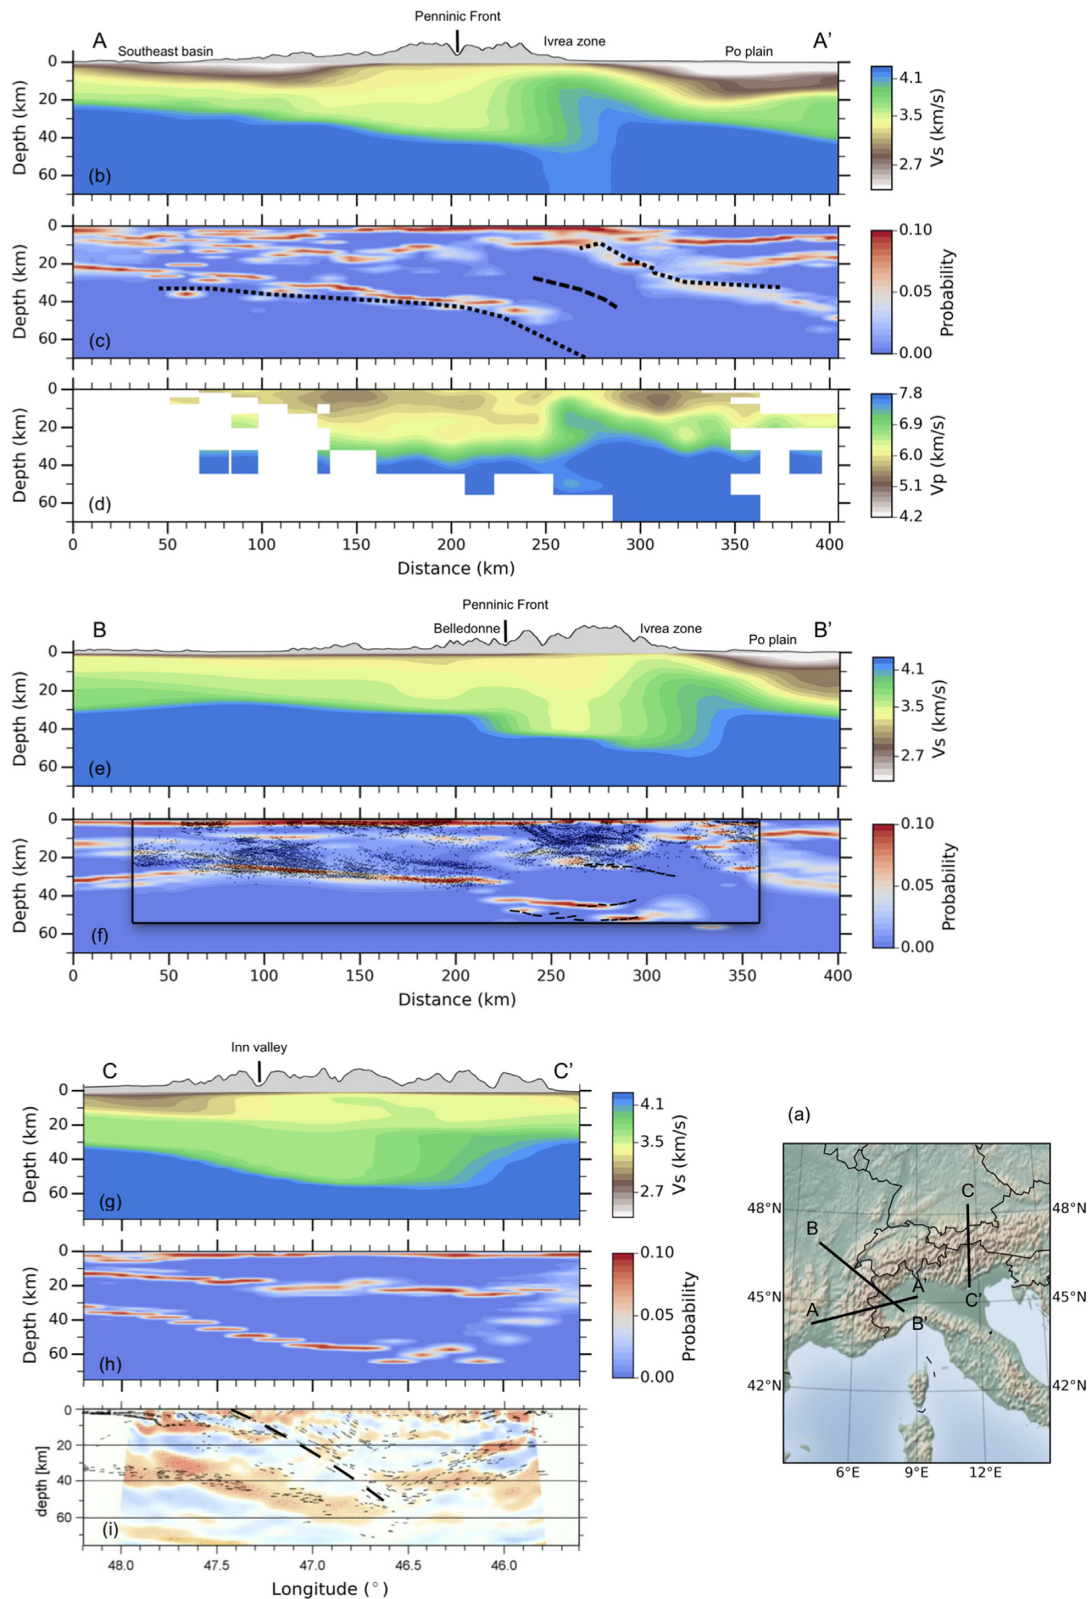 Penninic Front
A
Southeast basin
Ivrea zone
Po plain
A'
0
20
40
60
Depth (km)
(b)
4.1
3.5
2.7
Vs (km/s)
0
20
40
60
Depth (km)
(c)
0.10
0.05
0.00
Probability
0
20
40
60
Depth (km)
(d)
7.8
6.9
6.0
5.1
4.2
Vp (km/s)
0 50 100 150 200 250 300 350 400
Distance (km)
Penninic Front
B
Belledonne
Ivrea zone
Po plain
B'
0
20
40
60
Depth (km)
(e)
4.1
3.5
2.7
Vs (km/s)
0
20
40
60
Depth (km)
(f)
0.10
0.05
0.00
Probability
0 50 100 150 200 250 300 350 400
Distance (km)
Inn valley
C
C'
0
20
40
60
Depth (km)
(g)
4.1
3.5
2.7
Vs (km/s)
0
20
40
60
Depth (km)
(h)
0.10
0.05
0.00
Probability
0
20
40
60
depth [km]
(i)
48.0 47.5 47.0 46.5 46.0
Longitude (°)
(a)
48°N
48°N
45°N
45°N
42°N
42°N
C
B
A'
A
C'
B'
6°E 9°E 12°E